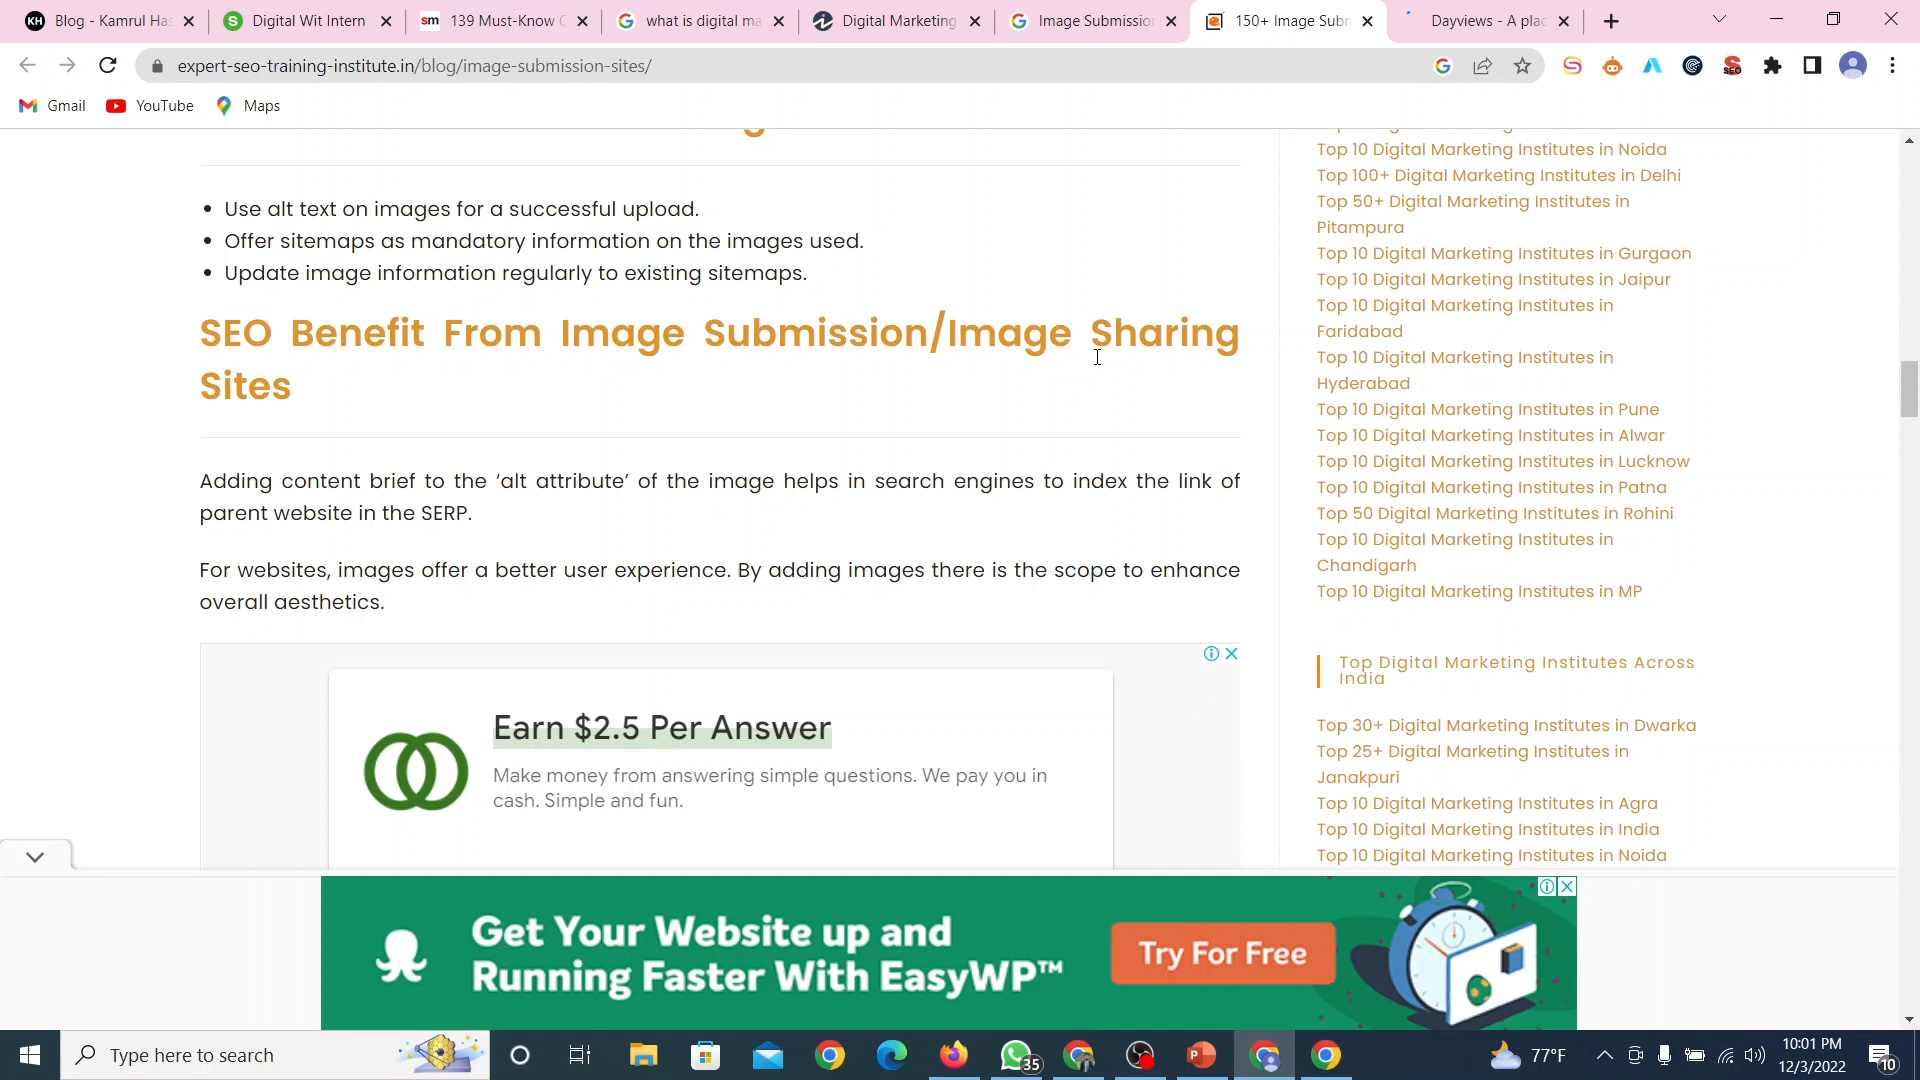 Blog - Kamrul Has
Digital Wit Intern
sm 139 Must-Know C
what is digital ma
Digital Marketing
Image Submission
150+ Image Subm
Dayviews - A plac
expert-seo-training-institute.in/blog/image-submission-sites/
Gmail YouTube Maps
Use alt text on images for a successful upload.
Offer sitemaps as mandatory information on the images used.
Update image information regularly to existing sitemaps.
SEO Benefit From Image Submission/Image Sharing
Sites
Adding content brief to the ‘alt attribute’ of the image helps in search engines to index the link of
parent website in the SERP.
For websites, images offer a better user experience. By adding images there is the scope to enhance
overall aesthetics.
Earn $2.5 Per Answer
Make money from answering simple questions. We pay you in
cash. Simple and fun.
Top 10 Digital Marketing Institutes in Noida
Top 100+ Digital Marketing Institutes in Delhi
Top 50+ Digital Marketing Institutes in
Pitampura
Top 10 Digital Marketing Institutes in Gurgaon
Top 10 Digital Marketing Institutes in Jaipur
Top 10 Digital Marketing Institutes in
Faridabad
Top 10 Digital Marketing Institutes in
Hyderabad
Top 10 Digital Marketing Institutes in Pune
Top 10 Digital Marketing Institutes in Alwar
Top 10 Digital Marketing Institutes in Lucknow
Top 10 Digital Marketing Institutes in Patna
Top 50 Digital Marketing Institutes in Rohini
Top 10 Digital Marketing Institutes in
Chandigarh
Top 10 Digital Marketing Institutes in MP
Top Digital Marketing Institutes Across
India
Top 30+ Digital Marketing Institutes in Dwarka
Top 25+ Digital Marketing Institutes in
Janakpuri
Top 10 Digital Marketing Institutes in Agra
Top 10 Digital Marketing Institutes in India
Top 10 Digital Marketing Institutes in Noida
Get Your Website up and
Running Faster With EasyWP™
Try For Free
Type here to search
35
77°F
10:01 PM
12/3/2022
10